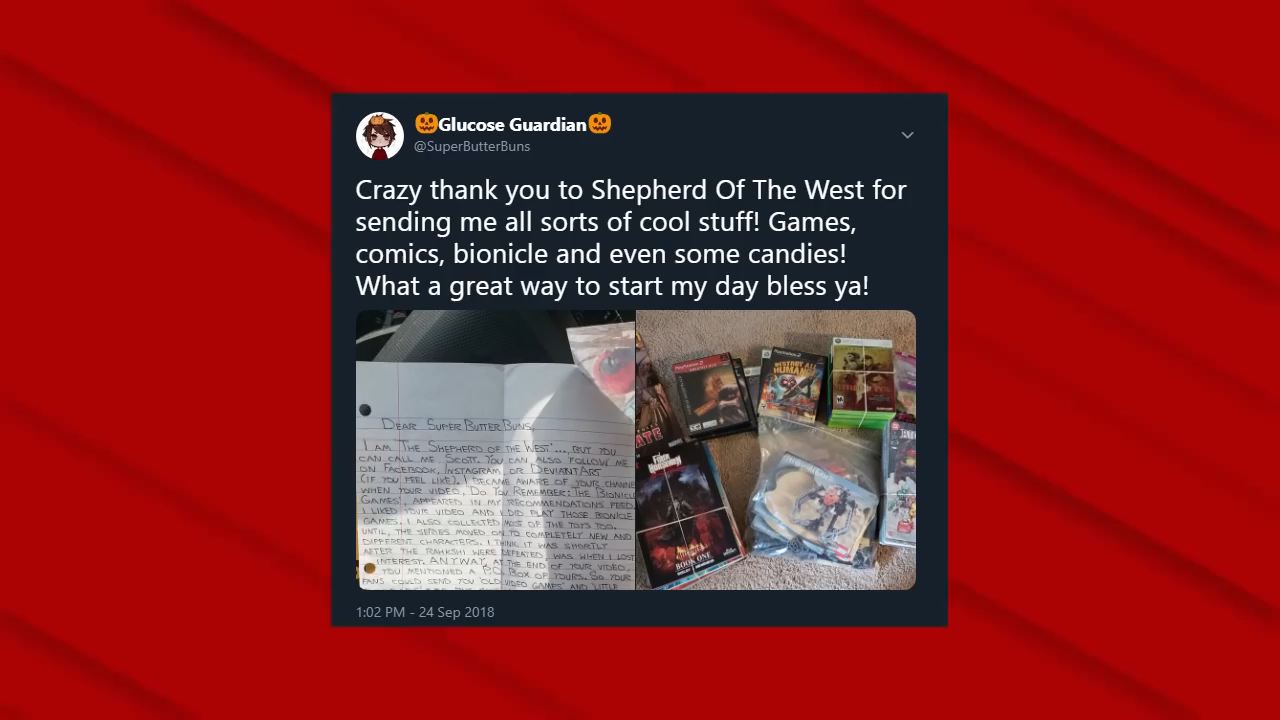 🎃Glucose Guardian🎃
@SuperButterBuns
Crazy thank you to Shepherd Of The West for
sending me all sorts of cool stuff! Games,
comics, bionicle and even some candies!
What a great way to start my day bless ya!
DEAR SUPERBUTTERBUNS,
I AM 'THE SHEPHERD OF THE WEST'..., BUT YOU
CAN CALL ME SCOTT. YOU CAN ALSO FOLLOW ME
ON FACEBOOK, INSTAGRAM, OR DEVIANTART
(IF YOU FEEL LIKE). I BECAME AWARE OF YOUR CHANNE
WHEN YOUR VIDEO, 'DO YOU REMEMBER: THE BIONICLE
GAMES', APPEARED IN MY RECOMMENDATIONS FEED.
I LIKED YOUR VIDEO AND I DID PLAY THOSE BIONICLE
GAMES. I ALSO COLLECTED MOST OF THE TOYS TOO.
UNTIL, THE SERIES MOVED ON TO COMPLETELY NEW AND
DIFFERENT CHARACTERS. I THINK IT WAS SHORTLY
AFTER THE RAHKSHI WERE DEFEATED, WAS WHEN I LOST
INTEREST. ANYWAY, AT THE END OF YOUR VIDEO,
YOU MENTIONED A P.O. BOX OF YOURS. SO YOUR
FANS COULD SEND YOU 'OLD VIDEO GAMES' AND 'LITTLE
PlayStation 2
DESTROY ALL
HUMANS
BOOK ONE
1:02 PM - 24 Sep 2018